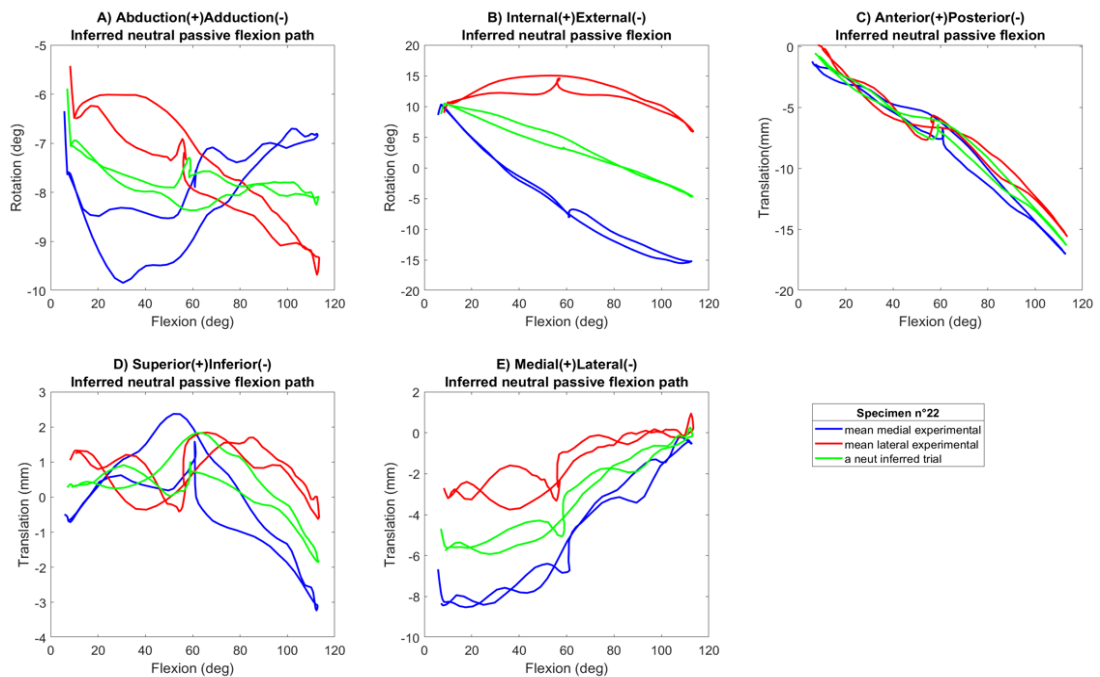 A) Abduction(+)Adduction(-)
Inferred neutral passive flexion path
-5
-6
-7
-8
-9
-10
Rotation (deg)
0 20 40 60 80 100 120
Flexion (deg)
B) Internal(+)External(-)
Inferred neutral passive flexion
20
15
10
5
0
-5
-10
-15
-20
Rotation (deg)
0 20 40 60 80 100 120
Flexion (deg)
C) Anterior(+)Posterior(-)
Inferred neutral passive flexion
0
-5
-10
-15
-20
Translation(mm)
0 20 40 60 80 100 120
Flexion (deg)
D) Superior(+)Inferior(-)
Inferred neutral passive flexion path
3
2
1
0
-1
-2
-3
-4
Translation (mm)
0 20 40 60 80 100 120
Flexion (deg)
E) Medial(+)Lateral(-)
Inferred neutral passive flexion path
2
0
-2
-4
-6
-8
-10
Translation (mm)
0 20 40 60 80 100 120
Flexion (deg)
Specimen n°22
mean medial experimental
mean lateral experimental
a neut inferred trial